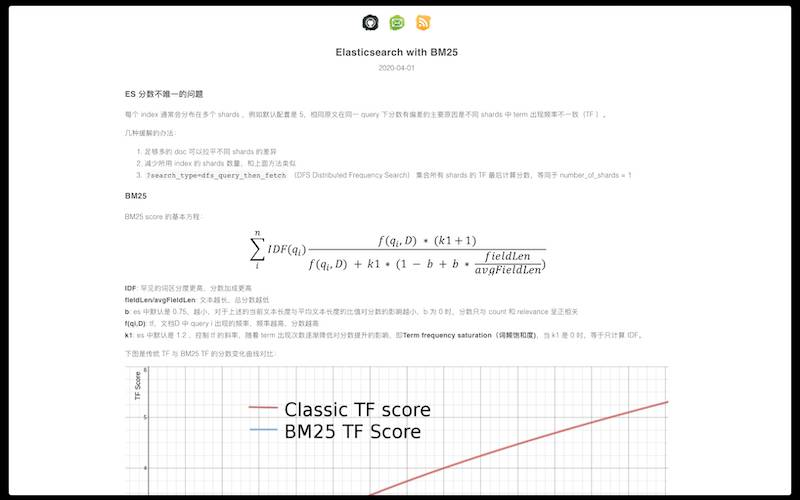 Elasticsearch with BM25
2020-04-01
ES 分数不唯一的问题
每个 index 通常会分布在多个 shards ，例如默认配置是 5，相同原文在同一 query 下分数有偏差的主要原因是不同 shards 中 term 出现频率不一致（TF ）。
几种缓解的办法：
1. 足够多的 doc 可以拉平不同 shards 的差异
2. 减少所用 index 的 shards 数量，和上面方法类似
3. ?search_type=dfs_query_then_fetch （DFS Distributed Frequency Search） 集合所有 shards 的 TF 最后计算分数，等同于 number_of_shards = 1
BM25
BM25 score 的基本方程：
∑_i^n IDF(q_i) f(q_i,D) * (k1+1) / f(q_i,D) + k1 * (1 − b + b * fieldLen / avgFieldLen)
IDF: 罕见的词区分度更高，分数加成更高
fieldLen/avgFieldLen: 文本越长，总分数越低
b: es 中默认是 0.75，越小，对于上述的当前文本长度与平均文本长度的比值对分数的影响越小，b 为 0 时，分数只与 count 和 relevance 呈正相关
f(qi,D): tf，文档D 中 query i 出现的频率，频率越高，分数越高
k1: es 中默认是 1.2 ，控制 tf 的斜率，随着 term 出现次数逐渐降低对分数提升的影响，即Term frequency saturation（词频饱和度)，当 k1 是 0 时，等于只计算 IDF。
下图是传统 TF 与 BM25 TF 的分数变化曲线对比：
6
TF Score
Classic TF score
5
BM25 TF Score
4